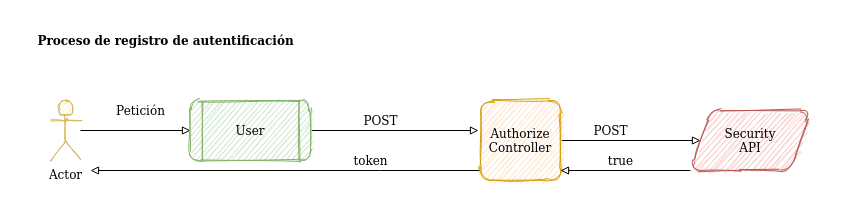 Proceso de registro de autentificación
Petición
User
POST
Authorize
Controller
POST
Security
API
token
true
Actor